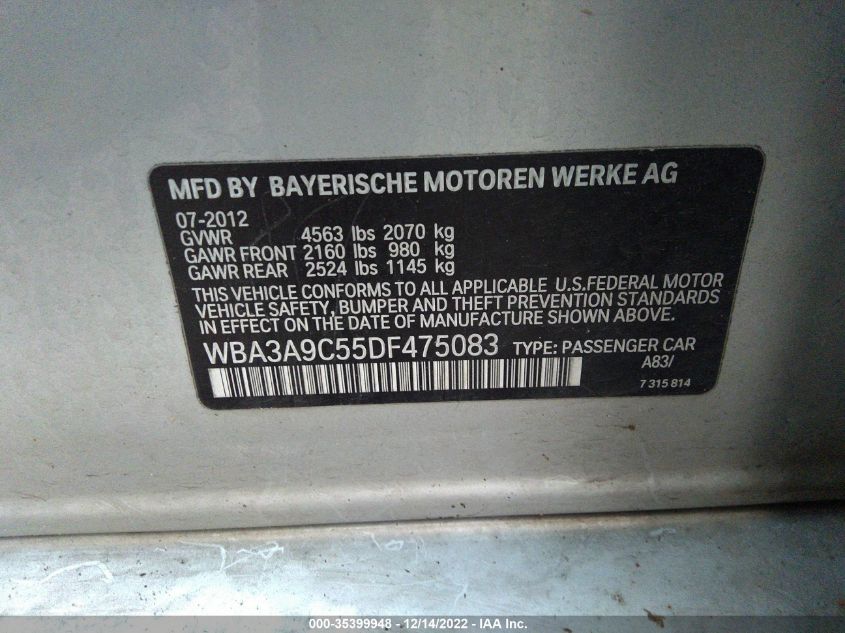 MFD BY BAYERISCHE MOTOREN WERKE AG
07-2012
GVWR 4563 lbs 2070 kg
GAWR FRONT 2160 lbs 980 kg
GAWR REAR 2524 lbs 1145 kg
THIS VEHICLE CONFORMS TO ALL APPLICABLE U.S.FEDERAL MOTOR
VEHICLE SAFETY, BUMPER AND THEFT PREVENTION STANDARDS
IN EFFECT ON THE DATE OF MANUFACTURE SHOWN ABOVE.
WBA3A9C55DF475083 TYPE: PASSENGER CAR
A83/
7 315 814
000-35399948 - 12/14/2022 - IAA Inc.